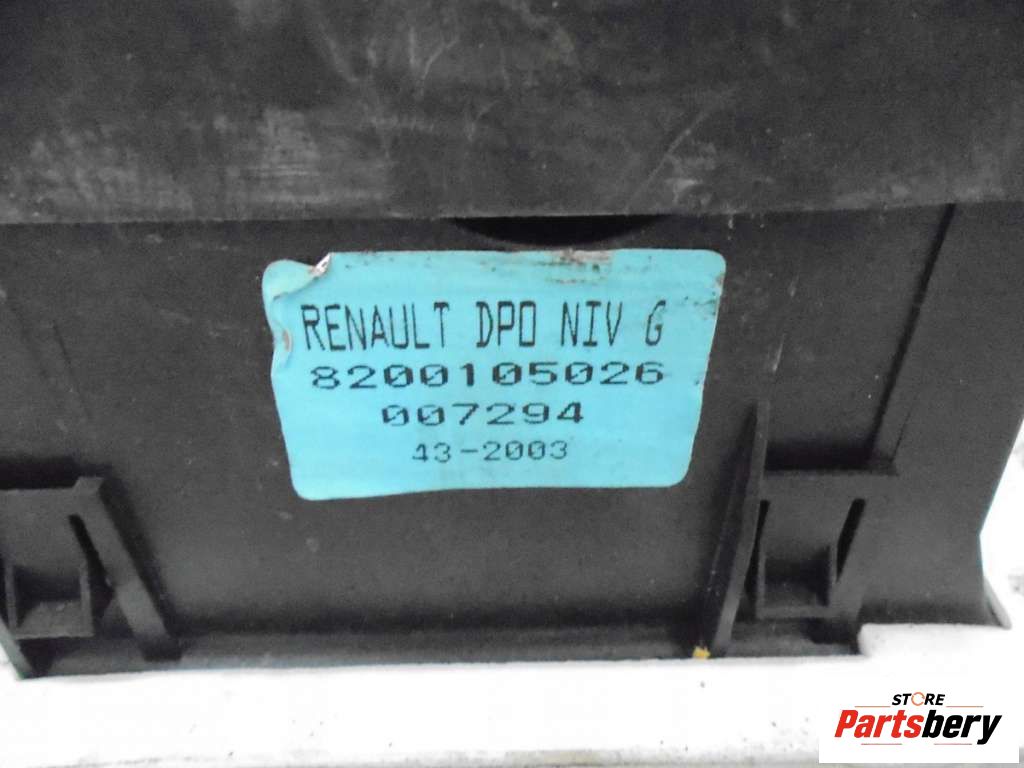 RENAULT DPO NIV G
8200105026
007294
43-2003
STORE
Partsbery